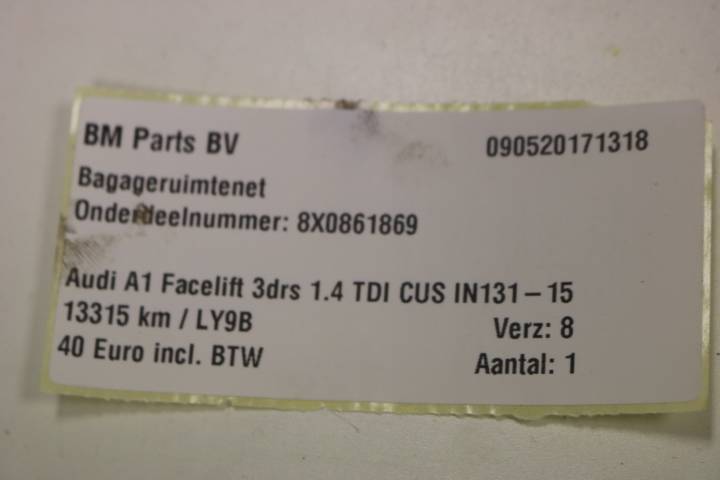 BM Parts BV 090520171318
Bagageruimtenet
Onderdeelnummer: 8X0861869
Audi A1 Facelift 3drs 1.4 TDI CUS IN131-15
13315 km / LY9B Verz: 8
40 Euro incl. BTW Aantal: 1